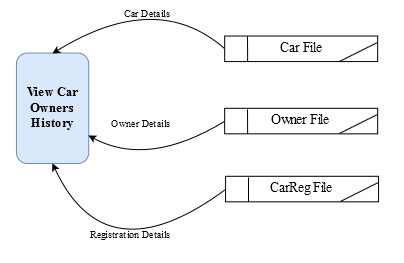 Car Details
Car File
View Car
Owners
History
Owner Details
Owner File
CarReg File
Registration Details